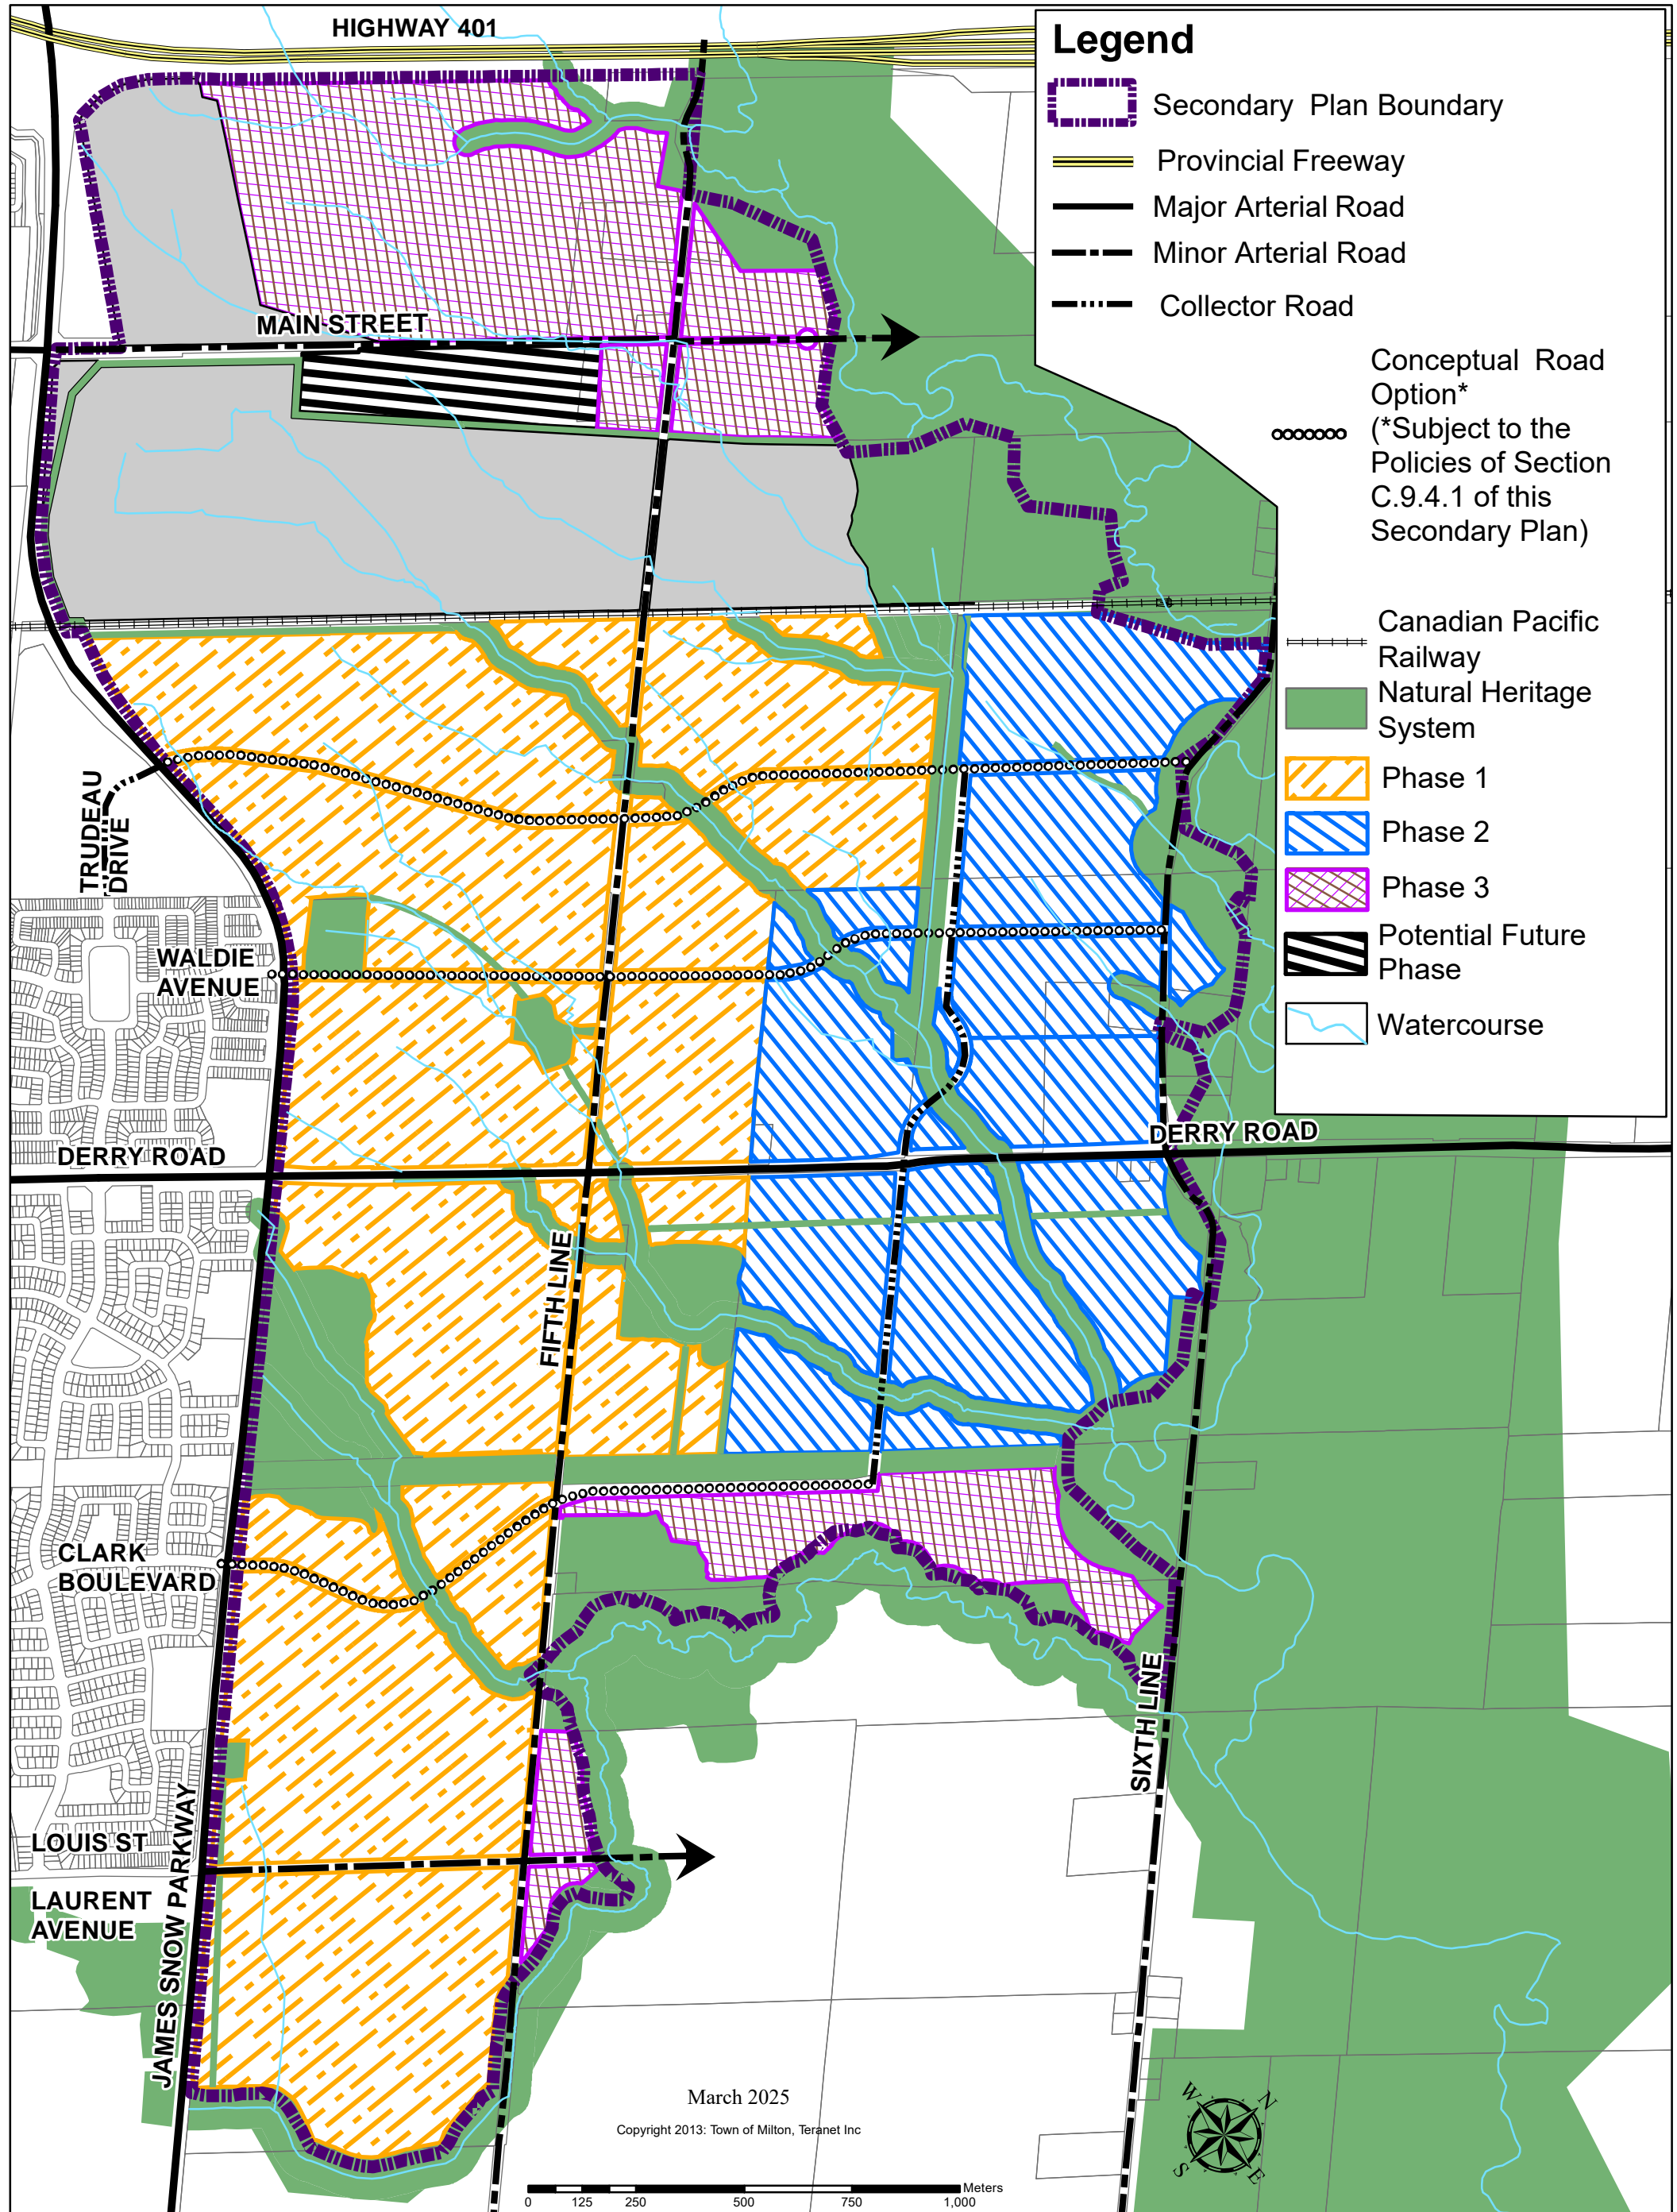 HIGHWAY 401
Legend
Secondary Plan Boundary
Provincial Freeway
Major Arterial Road
Minor Arterial Road
Collector Road
Conceptual Road
Option*
(*Subject to the
Policies of Section
C.9.4.1 of this
Secondary Plan)
Canadian Pacific
Railway
Natural Heritage
System
Phase 1
Phase 2
Phase 3
Potential Future
Phase
Watercourse
MAIN STREET
TRUDEAU
DRIVE
WALDIE
AVENUE
DERRY ROAD
DERRY ROAD
FIFTH LINE
CLARK
BOULEVARD
SIXTH LINE
LOUIS ST
LAURENT
AVENUE
JAMES SNOW PARKWAY
March 2025
Copyright 2013: Town of Milton, Teranet Inc
Meters
0 125 250 500 750 1,000
W N
S E